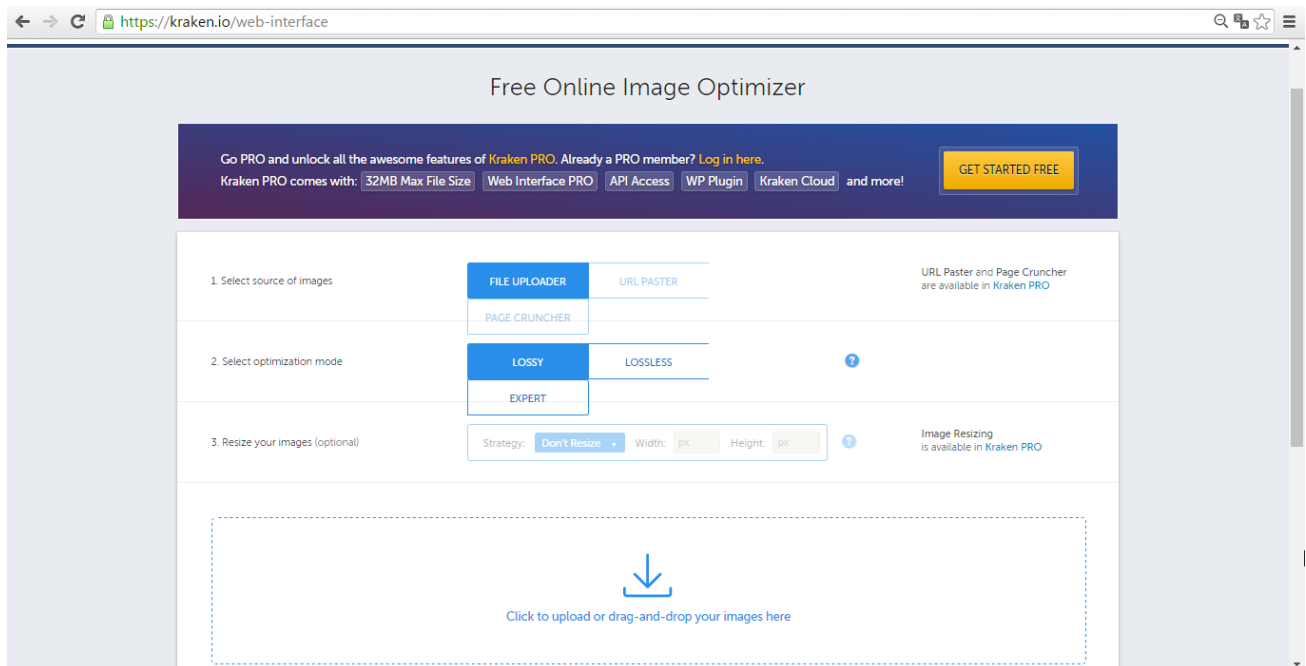 https://kraken.io/web-interface
Free Online Image Optimizer
Go PRO and unlock all the awesome features of Kraken PRO. Already a PRO member? Log in here.
Kraken PRO comes with: 32MB Max File Size Web Interface PRO API Access WP Plugin Kraken Cloud and more!
GET STARTED FREE
1. Select source of images
FILE UPLOADER URL PASTER
PAGE CRUNCHER
URL Paster and Page Cruncher
are available in Kraken PRO
2. Select optimization mode
LOSSY LOSSLESS
EXPERT
?
3. Resize your images (optional)
Strategy: Don't Resize Width: px Height: px
?
Image Resizing
is available in Kraken PRO
Click to upload or drag-and-drop your images here